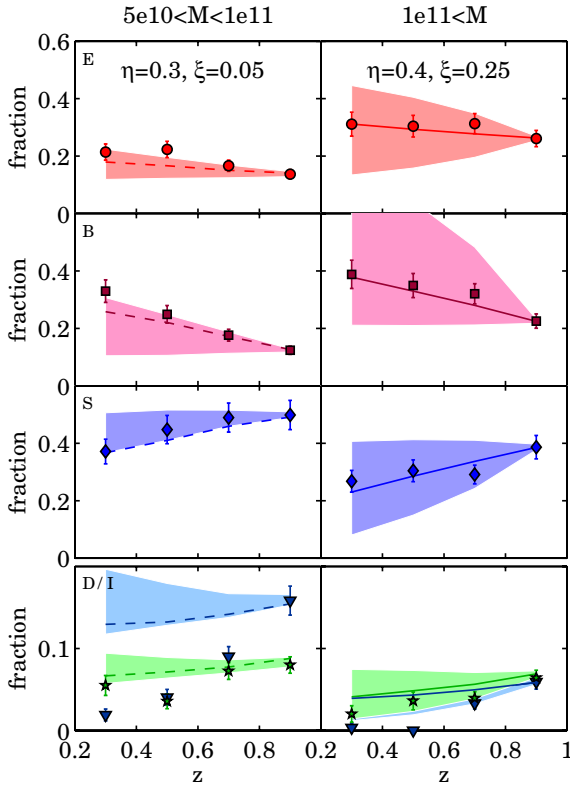 5e10<M<1e11 1e11<M
0.6 E η=0.3, ξ=0.05 η=0.4, ξ=0.25
0.4
fraction
0.2
0 B
0.4
fraction
0.2
0 S
0.4
fraction
0.2
0 D/I
0.1
fraction
0
0.2 0.4 0.6 0.8 0.2 0.4 0.6 0.8 1
z z